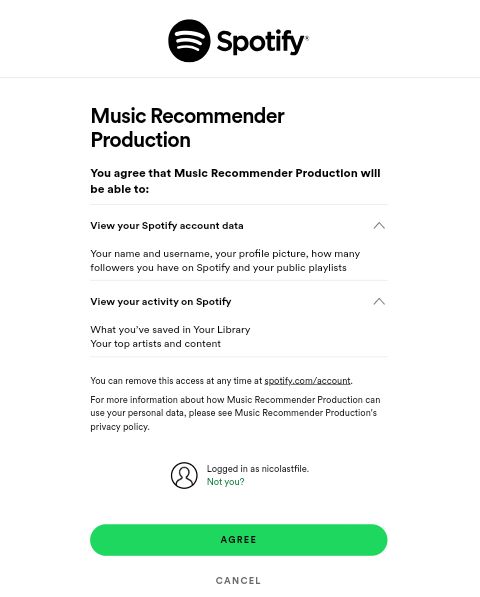 Spotify®
Music Recommender
Production
You agree that Music Recommender Production will
be able to:
View your Spotify account data
Your name and username, your profile picture, how many
followers you have on Spotify and your public playlists
View your activity on Spotify
What you've saved in Your Library
Your top artists and content
You can remove this access at any time at spotify.com/account.
For more information about how Music Recommender Production can
use your personal data, please see Music Recommender Production's
privacy policy.
Logged in as nicolastfile.
Not you?
AGREE
CANCEL